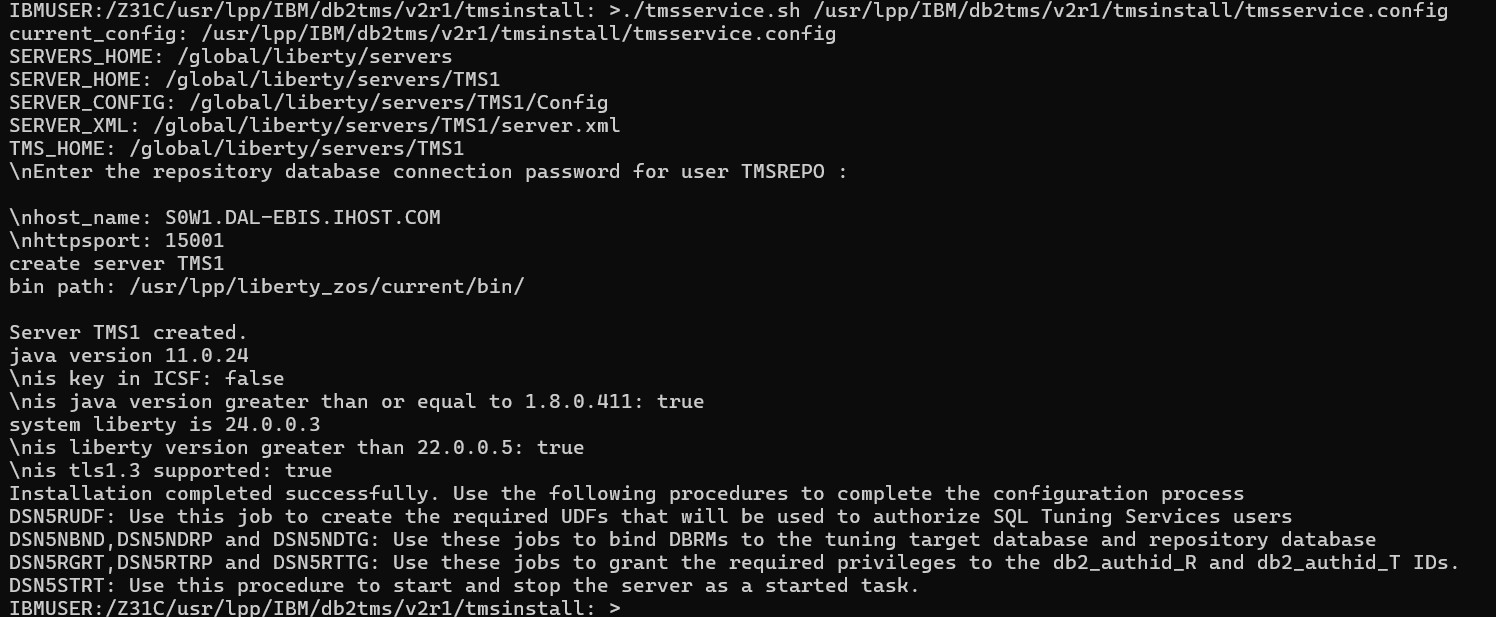 IBMUSER:/Z31C/usr/lpp/IBM/db2tms/v2r1/tmsinstall: >./tmsservice.sh /usr/lpp/IBM/db2tms/v2r1/tmsinstall/tmsservice.config
current_config: /usr/lpp/IBM/db2tms/v2r1/tmsinstall/tmsservice.config
SERVERS_HOME: /global/liberty/servers
SERVER_HOME: /global/liberty/servers/TMS1
SERVER_CONFIG: /global/liberty/servers/TMS1/Config
SERVER_XML: /global/liberty/servers/TMS1/server.xml
TMS_HOME: /global/liberty/servers/TMS1
\nEnter the repository database connection password for user TMSREPO :
\nhost_name: S0W1.DAL-EBIS.IHOST.COM
\nhttpsport: 15001
create server TMS1
bin path: /usr/lpp/liberty_zos/current/bin/
Server TMS1 created.
java version 11.0.24
\nis key in ICSF: false
\nis java version greater than or equal to 1.8.0.411: true
system liberty is 24.0.0.3
\nis liberty version greater than 22.0.0.5: true
\nis tls1.3 supported: true
Installation completed successfully. Use the following procedures to complete the configuration process
DSN5RUDF: Use this job to create the required UDFs that will be used to authorize SQL Tuning Services users
DSN5NBND,DSN5NDRP and DSN5NDTG: Use these jobs to bind DBRMs to the tuning target database and repository database
DSN5RGRT,DSN5RTRP and DSN5RTTG: Use these jobs to grant the required privileges to the db2_authid_R and db2_authid_T IDs.
DSN5STRT: Use this procedure to start and stop the server as a started task.
IBMUSER:/Z31C/usr/lpp/IBM/db2tms/v2r1/tmsinstall: >